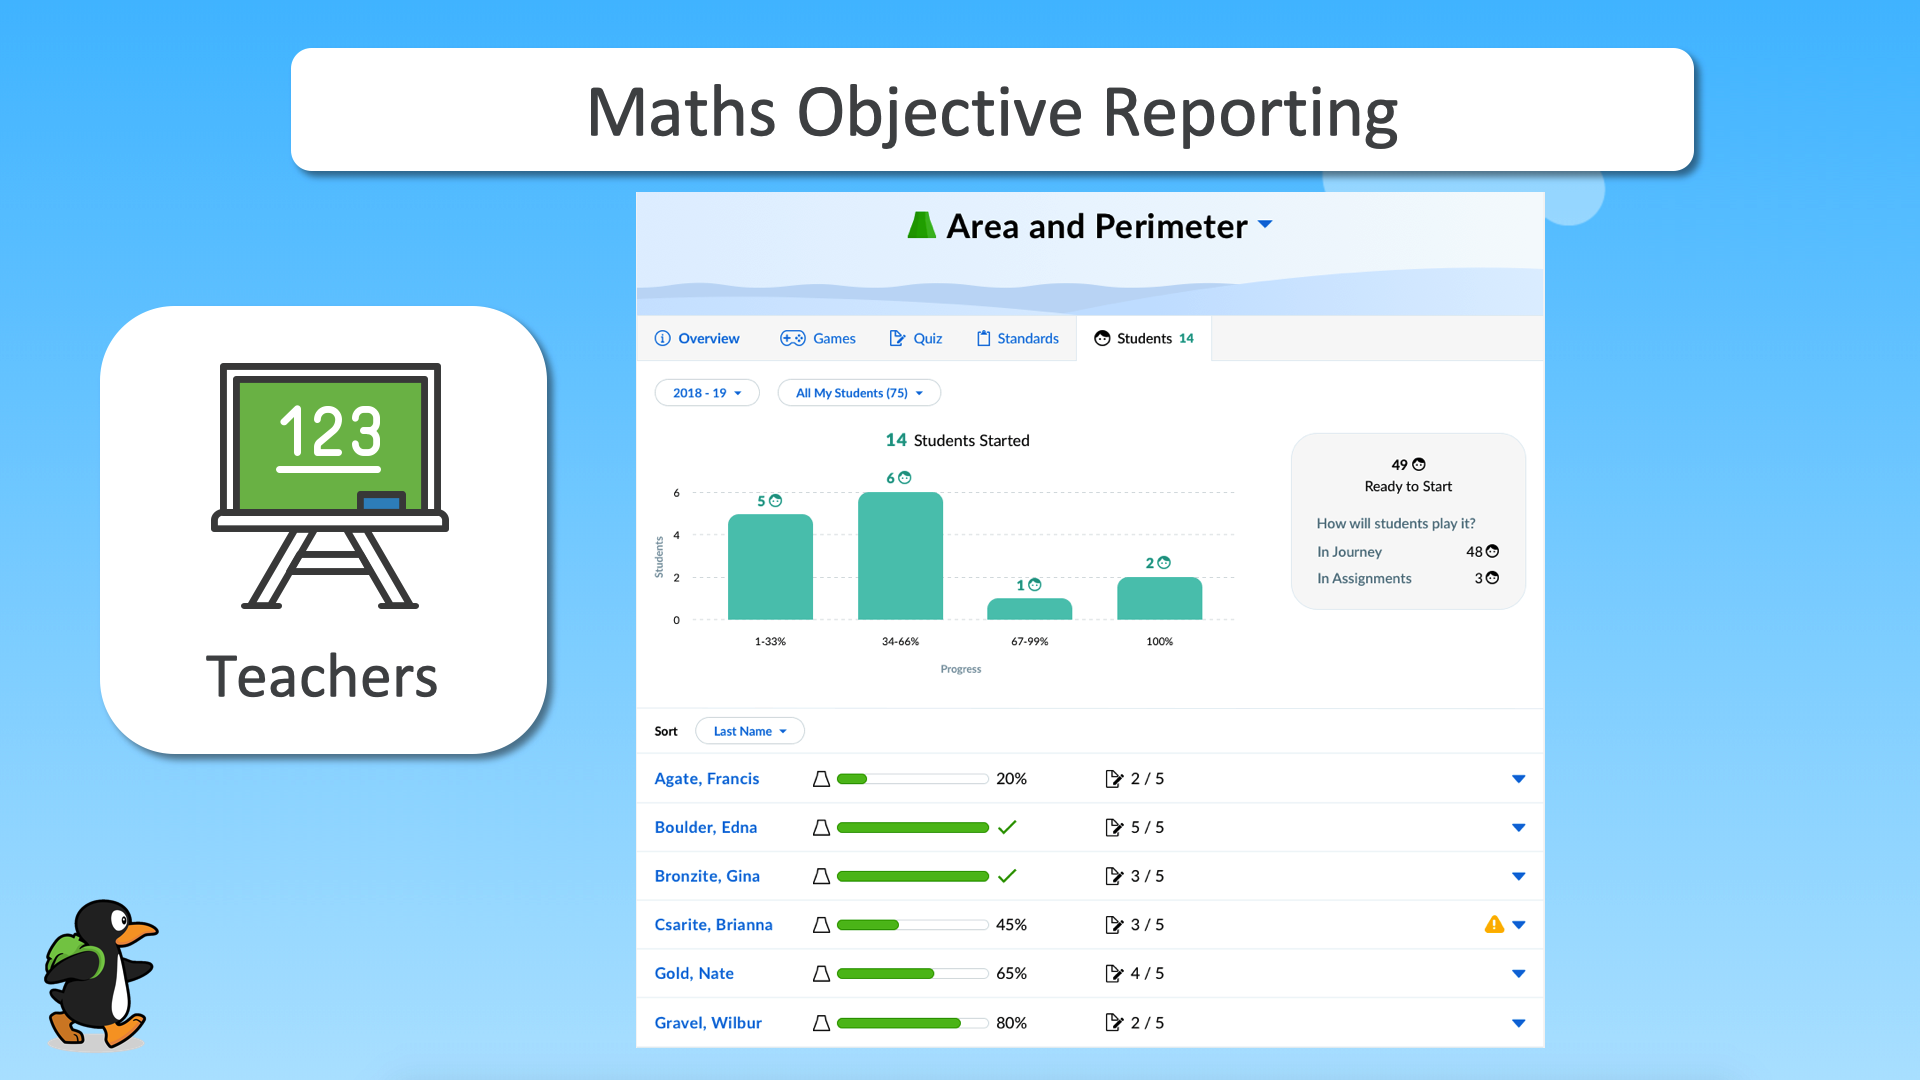 Maths Objective Reporting
Area and Perimeter
Overview Games Quiz Standards Students 14
2018 - 19 All My Students (75)
14 Students Started
5
6
1
2
6
4
2
0
Students
1-33% 34-66% 67-99% 100%
Progress
49
Ready to Start
How will students play it?
In Journey 48
In Assignments 3
Sort Last Name
Agate, Francis 20% 2 / 5
Boulder, Edna 5 / 5
Bronzite, Gina 3 / 5
Csarite, Brianna 45% 3 / 5
Gold, Nate 65% 4 / 5
Gravel, Wilbur 80% 2 / 5
123
Teachers